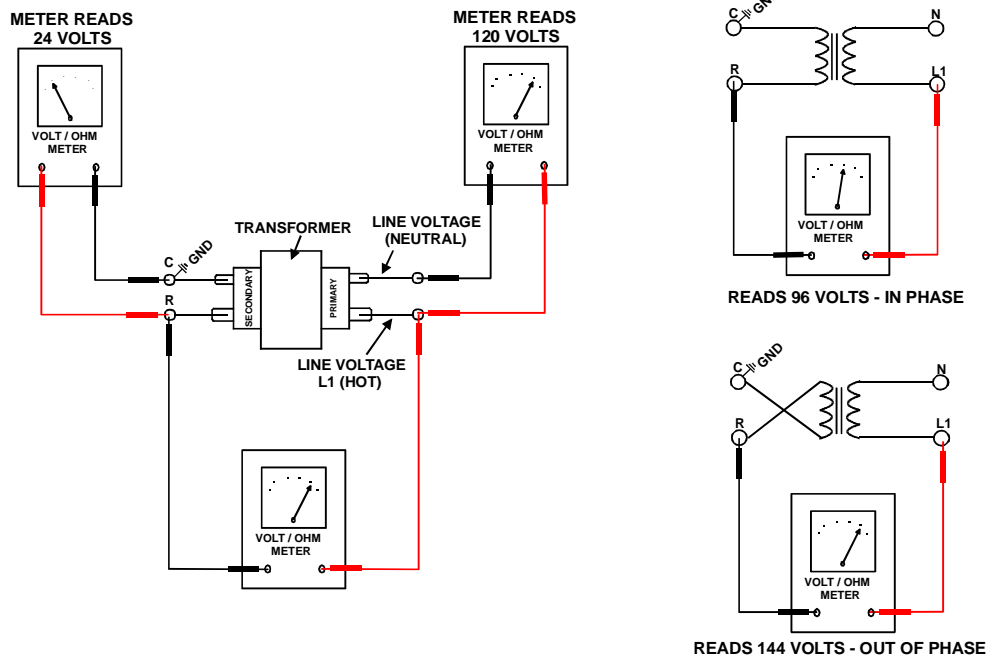 METER READS
24 VOLTS
VOLT / OHM
METER
METER READS
120 VOLTS
VOLT / OHM
METER
TRANSFORMER
LINE VOLTAGE
(NEUTRAL)
C
GND
R
SECONDARY
PRIMARY
LINE VOLTAGE
L1 (HOT)
VOLT / OHM
METER
C
N
R
L1
VOLT / OHM
METER
READS 96 VOLTS - IN PHASE
C
GND
N
R
L1
VOLT / OHM
METER
READS 144 VOLTS - OUT OF PHASE